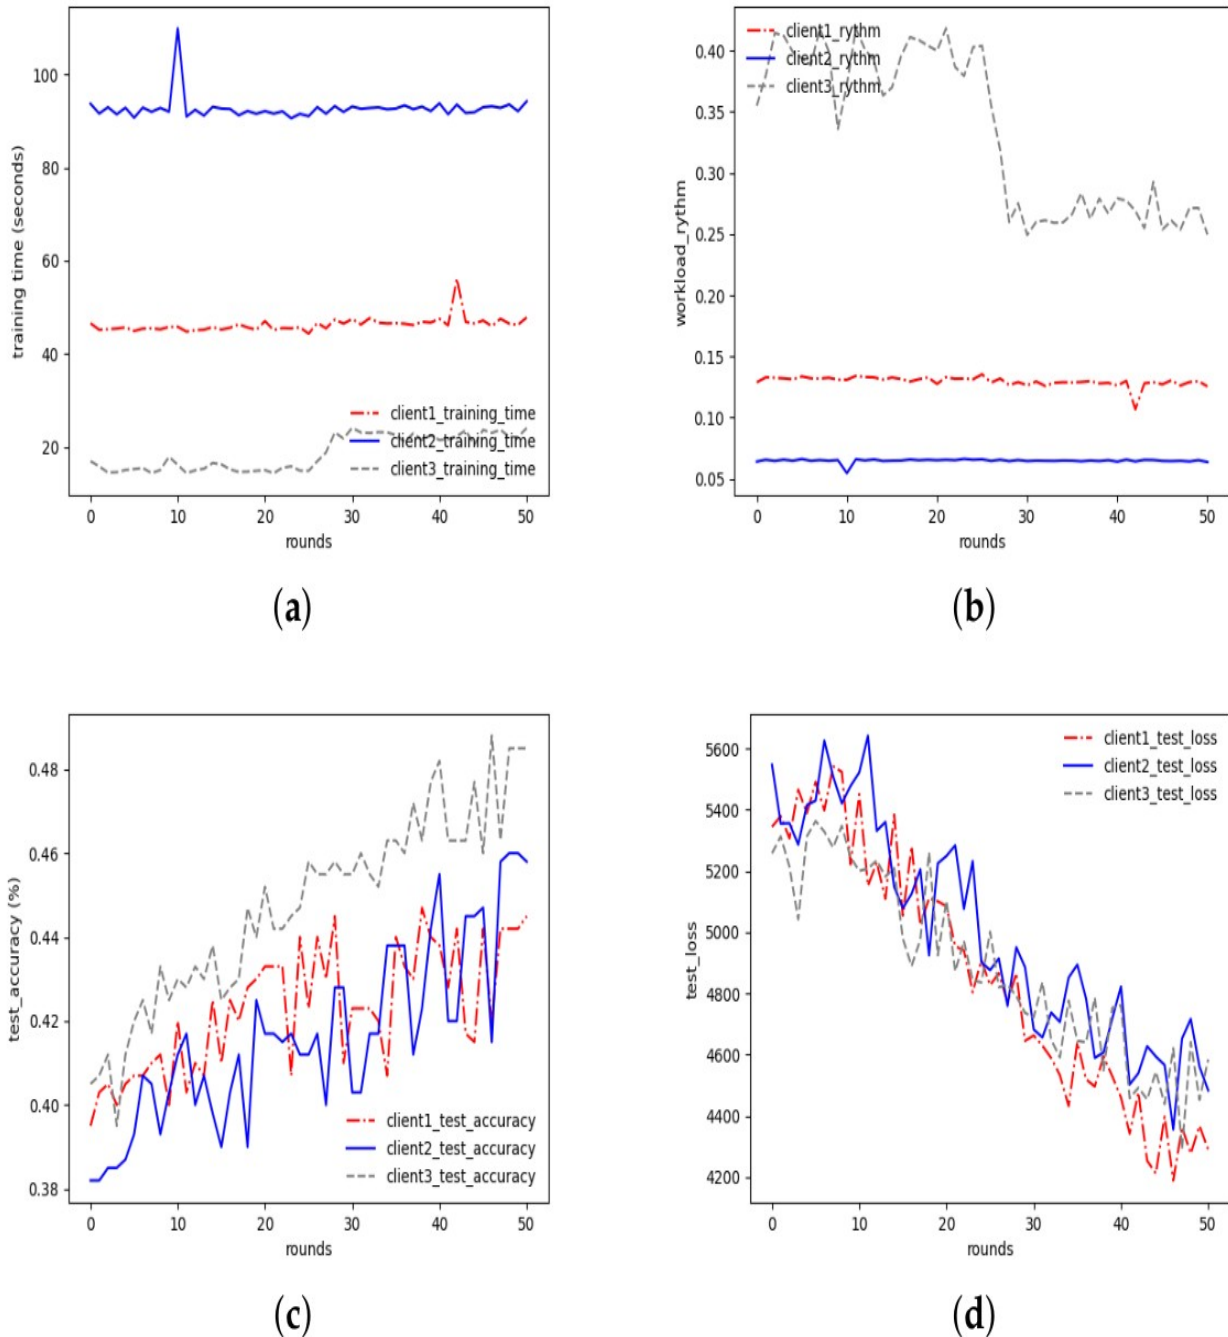 training time (seconds)
100
80
60
40
20
client1_training_time
client2_training_time
client3_training_time
0 10 20 30 40 50
rounds
(a)
workload_rythm
0.40
0.35
0.30
0.25
0.20
0.15
0.10
0.05
client1_rythm
client2_rythm
client3_rythm
0 10 20 30 40 50
rounds
(b)
test_accuracy (%)
0.48
0.46
0.44
0.42
0.40
0.38
client1_test_accuracy
client2_test_accuracy
client3_test_accuracy
0 10 20 30 40 50
rounds
(c)
test_loss
5600
5400
5200
5000
4800
4600
4400
4200
client1_test_loss
client2_test_loss
client3_test_loss
0 10 20 30 40 50
rounds
(d)